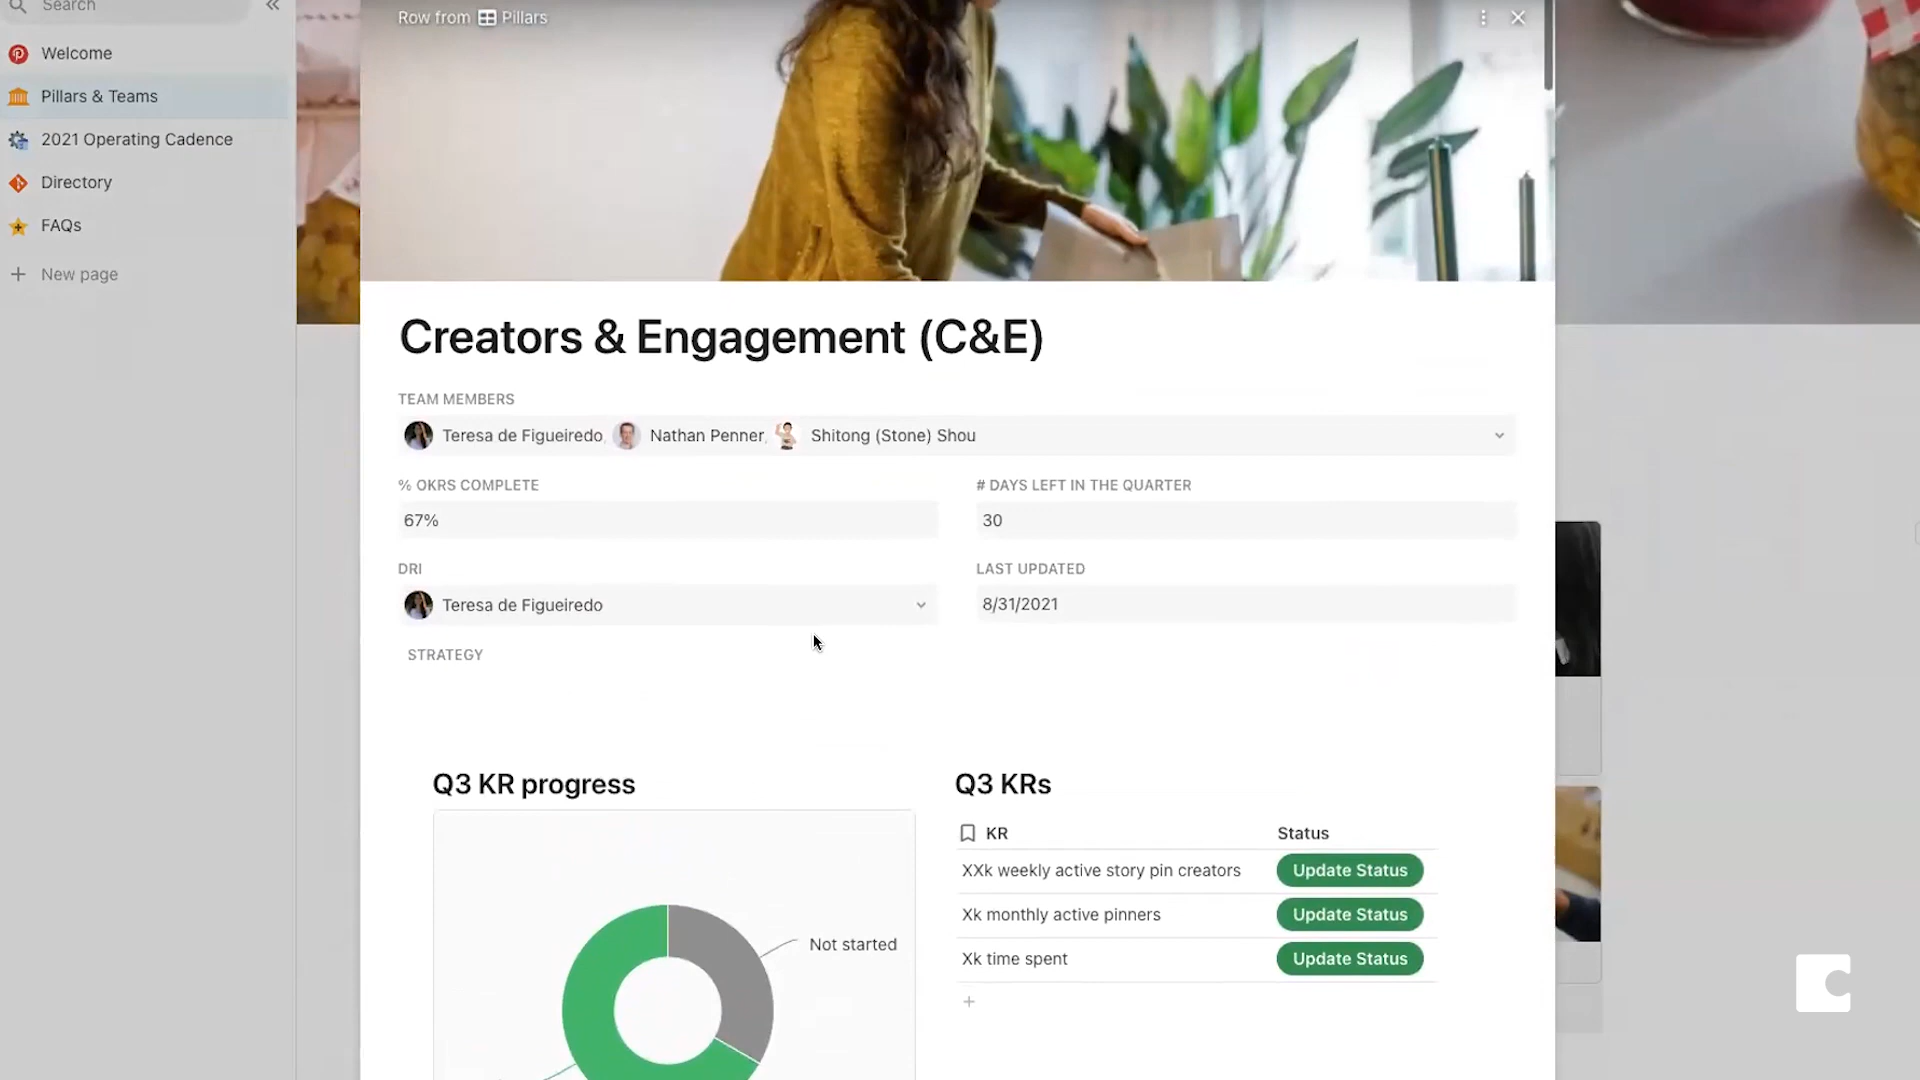 Search
Welcome
Pillars & Teams
2021 Operating Cadence
Directory
FAQs
New page
Row from Pillars
Creators & Engagement (C&E)
TEAM MEMBERS
Teresa de Figueiredo, Nathan Penner, Shitong (Stone) Shou
% OKRS COMPLETE
# DAYS LEFT IN THE QUARTER
67%
30
DRI
LAST UPDATED
Teresa de Figueiredo
8/31/2021
STRATEGY
Q3 KR progress
Not started
Q3 KRs
KR Status
XXk weekly active story pin creators Update Status
Xk monthly active pinners Update Status
Xk time spent Update Status